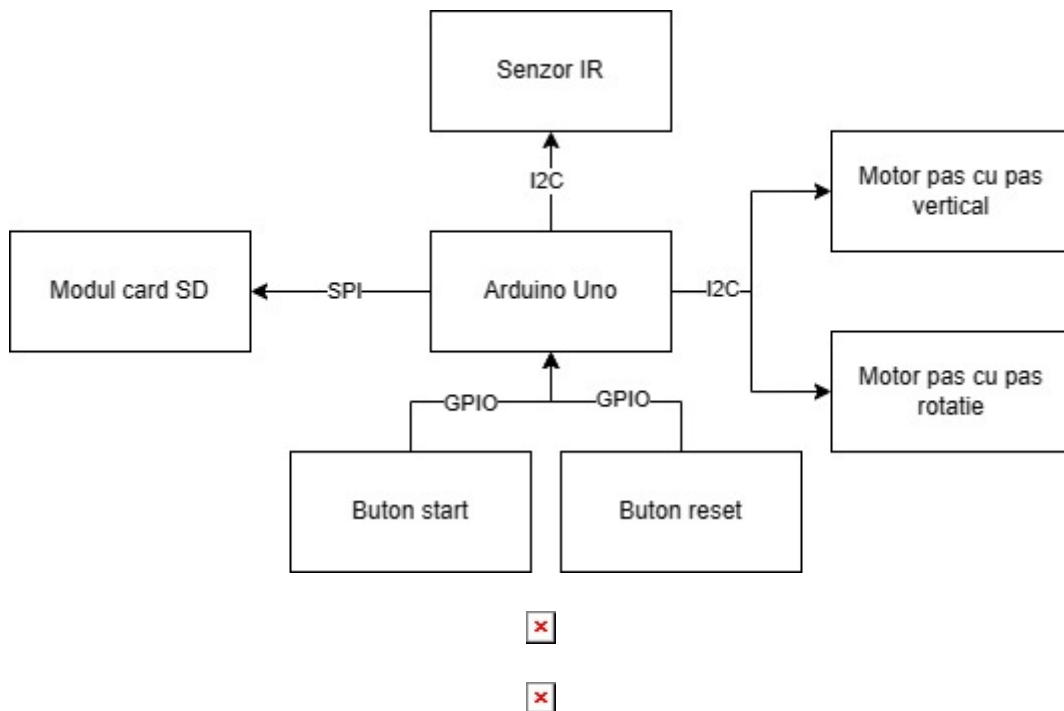 Senzor IR
I2C
Motor pas cu pas
vertical
Modul card SD
SPI
Arduino Uno
I2C
Motor pas cu pas
rotatie
GPIO
GPIO
Buton start
Buton reset